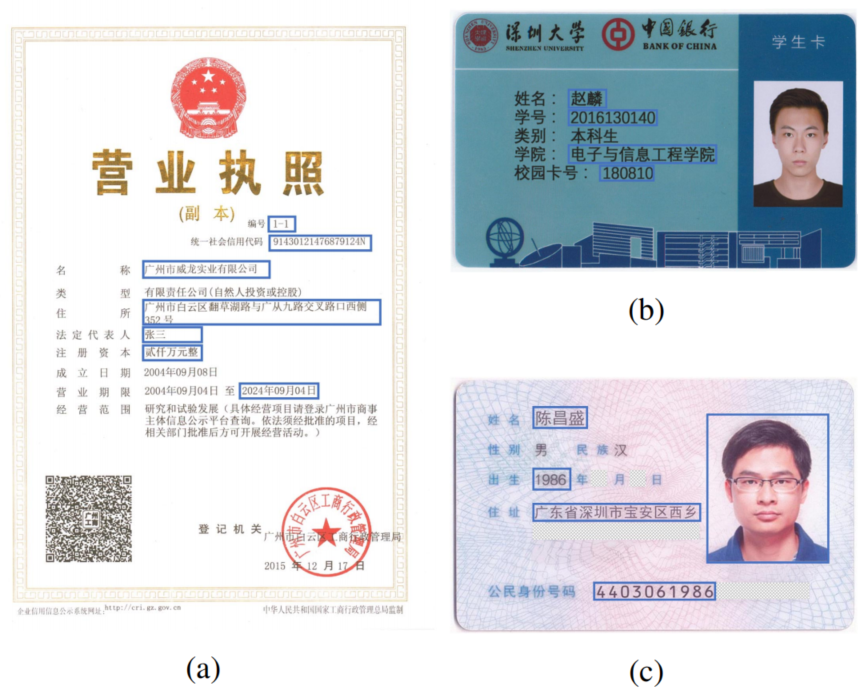 营业执照
(副 本)
编号 1-1
统一社会信用代码 91430121476879124N
名 称 广州市威龙实业有限公司
类 型 有限责任公司(自然人投资或控股)
住 所 广州市白云区翻草湖路与广从九路交叉路口西侧
352号
法定代表人 张三
注册资本 贰仟万元整
成立日期 2004年09月08日
营业期限 2004年09月04日 至 2024年09月04日
经营范围 研究和试验发展(具体经营项目请登录广州市商事
主体信息公示平台查询。依法须经批准的项目,经
相关部门批准后方可开展经营活动。)
登记机关
广州市白云区工商行政管理局
2015 年 12 月 17 日
企业信用信息公示系统网址:http://cri.gz.gov.cn
中华人民共和国国家工商行政管理总局监制
(a)
深圳大学
SHENZHEN UNIVERSITY
中国银行
BANK OF CHINA
学生卡
姓名: 赵麟
学号: 2016130140
类别: 本科生
学院: 电子与信息工程学院
校园卡号: 180810
(b)
姓名 陈昌盛
性别 男 民族 汉
出生 1986 年 月 日
住址 广东省深圳市宝安区西乡
公民身份号码 4403061986
(c)